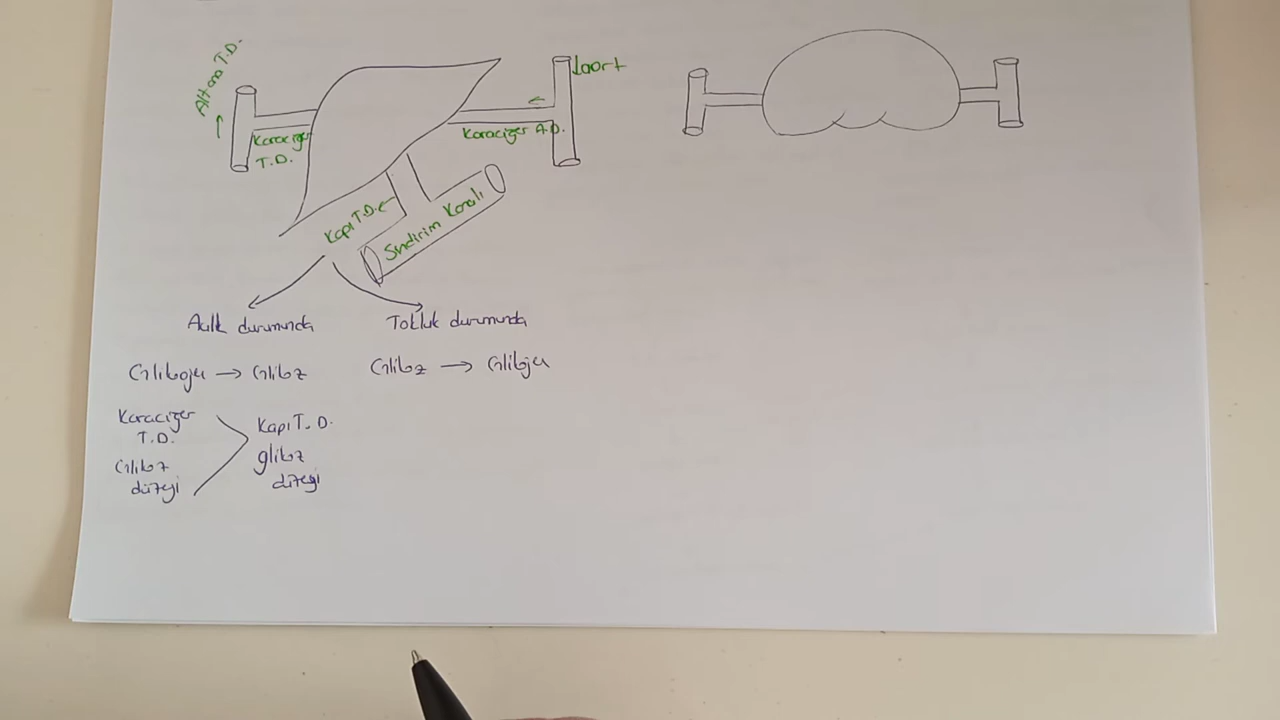 Alt ana T.D.
Karaciğer
T.D.
Aort
Karaciğer A.D.
Kapı T.D.
Sindirim Kanalı
Açlık durumunda
Tokluk durumunda
Glikojen → Glikoz
Glikoz → Glikojen
Karaciğer
T.D.
Glikoz
düzeyi
>
Kapı T.D.
glikoz
düzeyi